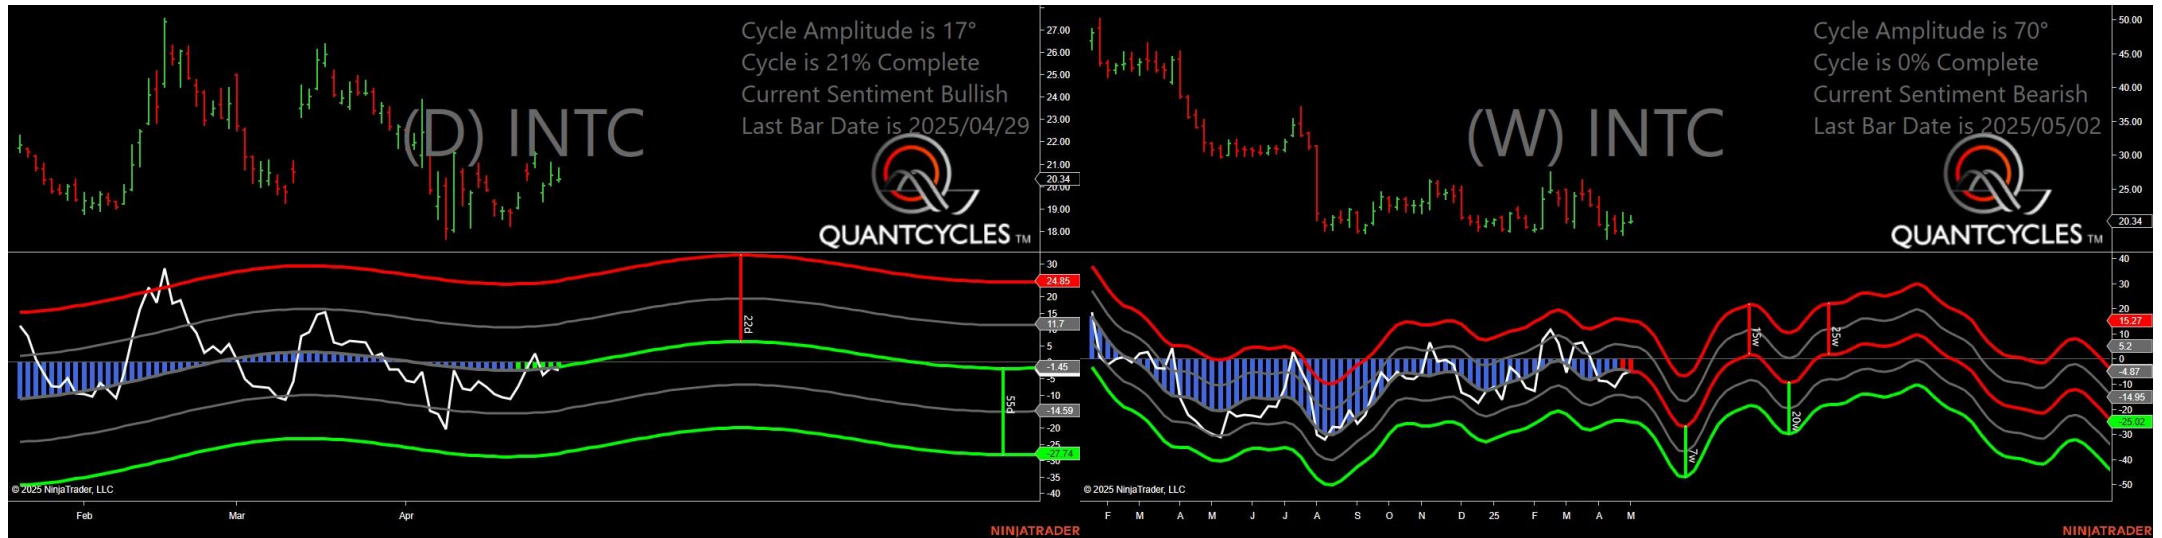 Cycle Amplitude is 17°
Cycle is 21% Complete
Current Sentiment Bullish
Last Bar Date is 2025/04/29
(D) INTC
QUANTCYCLES TM
27.00
26.00
25.00
24.00
23.00
22.00
21.00
20.34
20.00
19.00
18.00
30
24.85
20
15
11.7
10
5
-1.45
-5
-10
-14.59
-20
-25
-27.74
-30
-35
-40
22d
55d
© 2025 NinjaTrader, LLC
Feb Mar Apr
NINJATRADER
Cycle Amplitude is 70°
Cycle is 0% Complete
Current Sentiment Bearish
Last Bar Date is 2025/05/02
(W) INTC
QUANTCYCLES TM
50.00
45.00
40.00
35.00
30.00
25.00
20.34
40
30
20
15.27
10
5.2
0
-4.87
-10
-14.95
-20
-25.02
-30
-40
-50
7w
15w
20w
25w
© 2025 NinjaTrader, LLC
F M A M J J A S O N D 25 F M A M
NINJATRADER